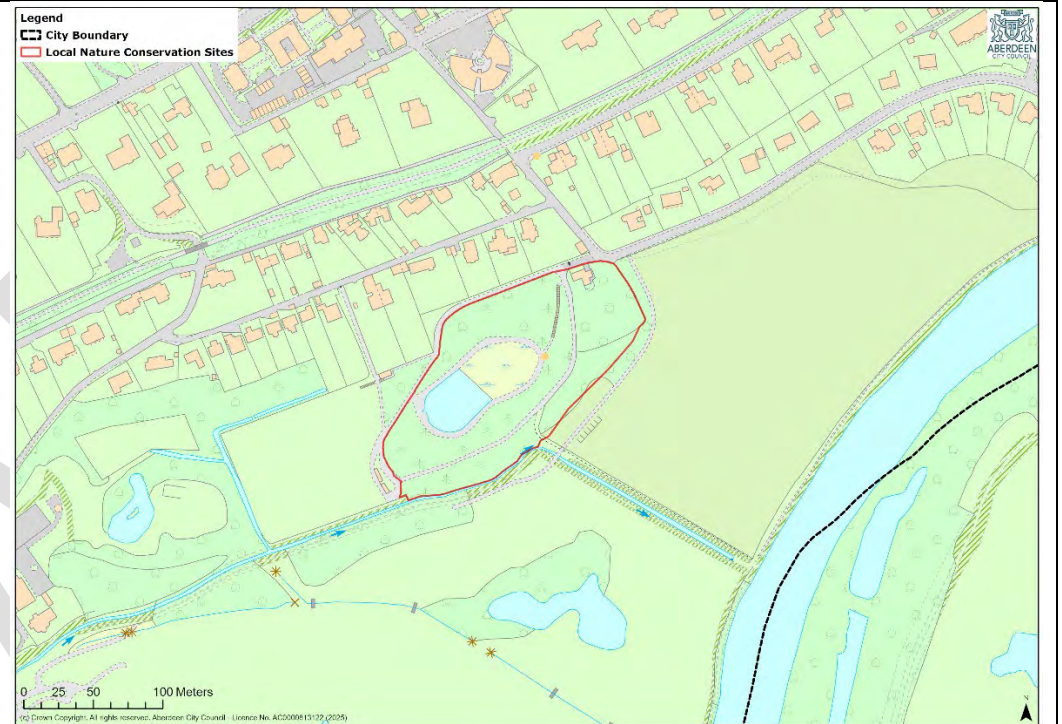 Legend
City Boundary
Local Nature Conservation Sites
ABERDEEN
CITY COUNCIL
0 25 50 100 Meters
(c) Crown Copyright. All rights reserved. Aberdeen City Council - Licence No. AC0000813122 (2025)
N